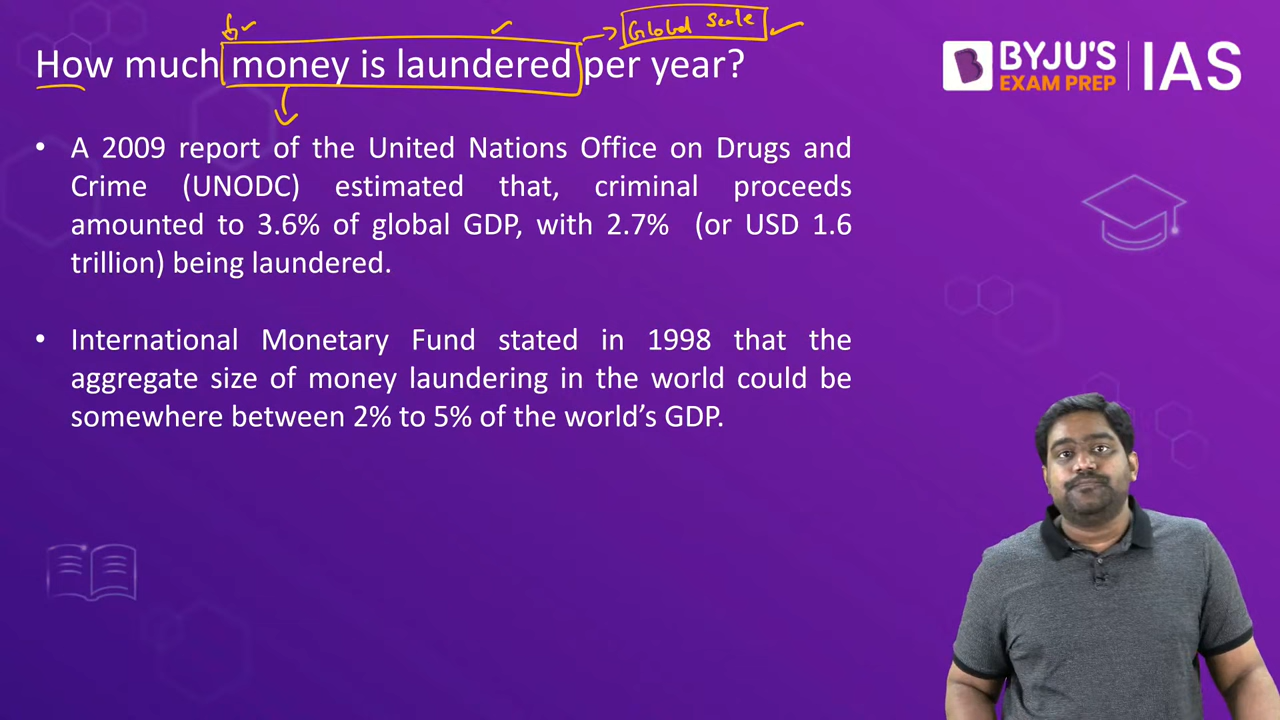 Global Scale
How much money is laundered per year?
BYJU'S
EXAM PREP
IAS
• A 2009 report of the United Nations Office on Drugs and
Crime (UNODC) estimated that, criminal proceeds
amounted to 3.6% of global GDP, with 2.7% (or USD 1.6
trillion) being laundered.
• International Monetary Fund stated in 1998 that the
aggregate size of money laundering in the world could be
somewhere between 2% to 5% of the world’s GDP.